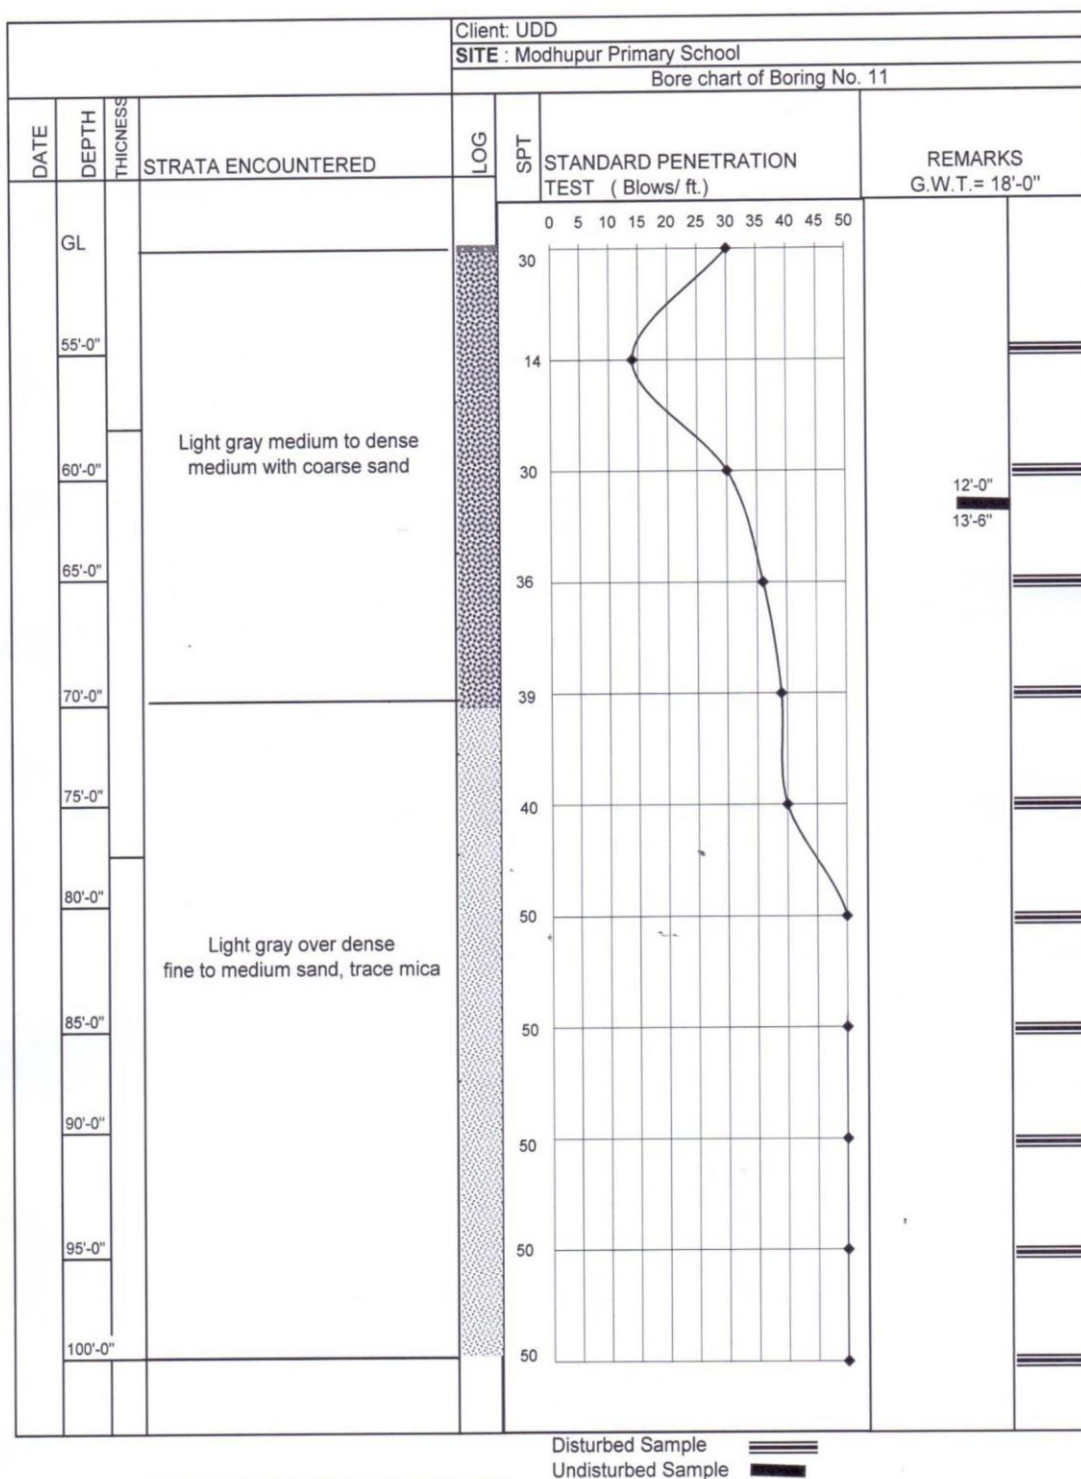 Client: UDD
SITE : Modhupur Primary School
Bore chart of Boring No. 11
DATE
DEPTH
THICNESS
STRATA ENCOUNTERED
LOG
SPT
STANDARD PENETRATION
TEST ( Blows/ ft.)
REMARKS
G.W.T.= 18'-0"
0 5 10 15 20 25 30 35 40 45 50
GL
30
55'-0"
14
Light gray medium to dense
medium with coarse sand
60'-0"
30
12'-0"
13'-6"
65'-0"
36
70'-0"
39
75'-0"
40
80'-0"
50
Light gray over dense
fine to medium sand, trace mica
85'-0"
50
90'-0"
50
95'-0"
50
100'-0"
50
Disturbed Sample
Undisturbed Sample